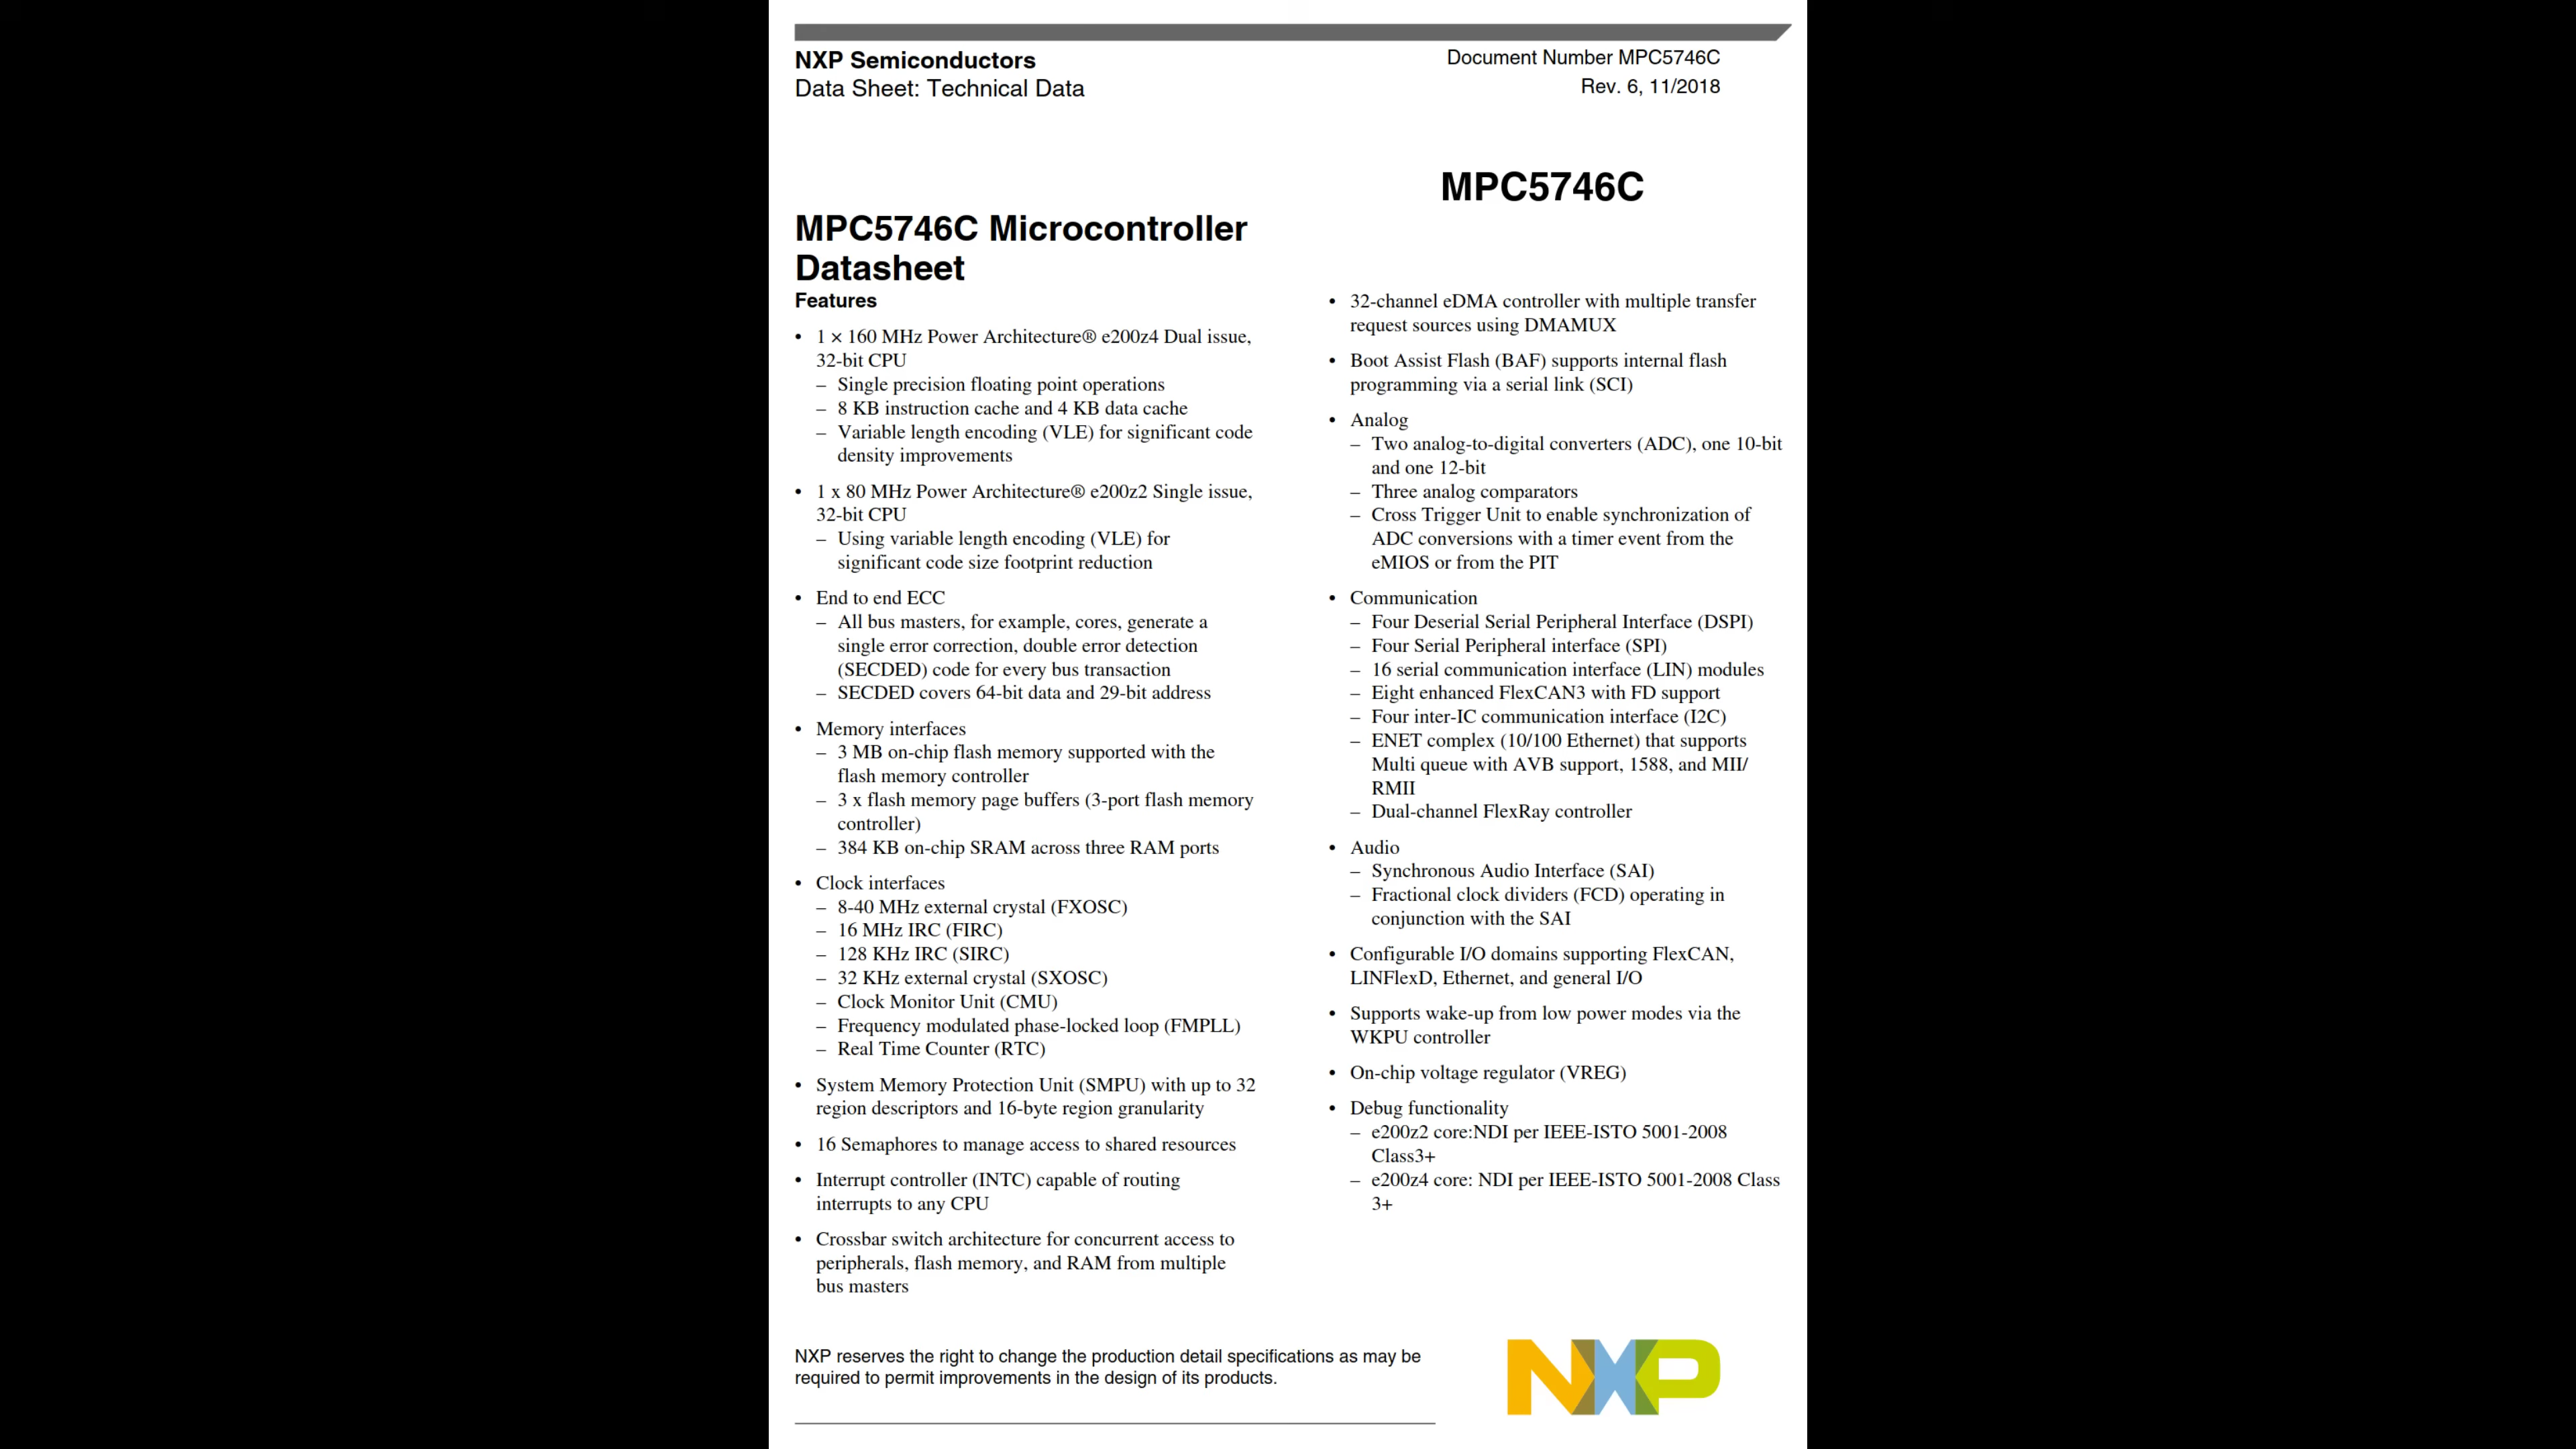 NXP Semiconductors
Data Sheet: Technical Data
Document Number MPC5746C
Rev. 6, 11/2018
MPC5746C
MPC5746C Microcontroller
Datasheet
Features
• 1 × 160 MHz Power Architecture® e200z4 Dual issue,
32-bit CPU
– Single precision floating point operations
– 8 KB instruction cache and 4 KB data cache
– Variable length encoding (VLE) for significant code
density improvements
• 1 x 80 MHz Power Architecture® e200z2 Single issue,
32-bit CPU
– Using variable length encoding (VLE) for
significant code size footprint reduction
• End to end ECC
– All bus masters, for example, cores, generate a
single error correction, double error detection
(SECDED) code for every bus transaction
– SECDED covers 64-bit data and 29-bit address
• Memory interfaces
– 3 MB on-chip flash memory supported with the
flash memory controller
– 3 x flash memory page buffers (3-port flash memory
controller)
– 384 KB on-chip SRAM across three RAM ports
• Clock interfaces
– 8-40 MHz external crystal (FXOSC)
– 16 MHz IRC (FIRC)
– 128 KHz IRC (SIRC)
– 32 KHz external crystal (SXOSC)
– Clock Monitor Unit (CMU)
– Frequency modulated phase-locked loop (FMPLL)
– Real Time Counter (RTC)
• System Memory Protection Unit (SMPU) with up to 32
region descriptors and 16-byte region granularity
• 16 Semaphores to manage access to shared resources
• Interrupt controller (INTC) capable of routing
interrupts to any CPU
• Crossbar switch architecture for concurrent access to
peripherals, flash memory, and RAM from multiple
bus masters
• 32-channel eDMA controller with multiple transfer
request sources using DMAMUX
• Boot Assist Flash (BAF) supports internal flash
programming via a serial link (SCI)
• Analog
– Two analog-to-digital converters (ADC), one 10-bit
and one 12-bit
– Three analog comparators
– Cross Trigger Unit to enable synchronization of
ADC conversions with a timer event from the
eMIOS or from the PIT
• Communication
– Four Deserial Serial Peripheral Interface (DSPI)
– Four Serial Peripheral interface (SPI)
– 16 serial communication interface (LIN) modules
– Eight enhanced FlexCAN3 with FD support
– Four inter-IC communication interface (I2C)
– ENET complex (10/100 Ethernet) that supports
Multi queue with AVB support, 1588, and MII/
RMII
– Dual-channel FlexRay controller
• Audio
– Synchronous Audio Interface (SAI)
– Fractional clock dividers (FCD) operating in
conjunction with the SAI
• Configurable I/O domains supporting FlexCAN,
LINFlexD, Ethernet, and general I/O
• Supports wake-up from low power modes via the
WKPU controller
• On-chip voltage regulator (VREG)
• Debug functionality
– e200z2 core:NDI per IEEE-ISTO 5001-2008
Class3+
– e200z4 core: NDI per IEEE-ISTO 5001-2008 Class
3+
NXP reserves the right to change the production detail specifications as may be
required to permit improvements in the design of its products.
NXP